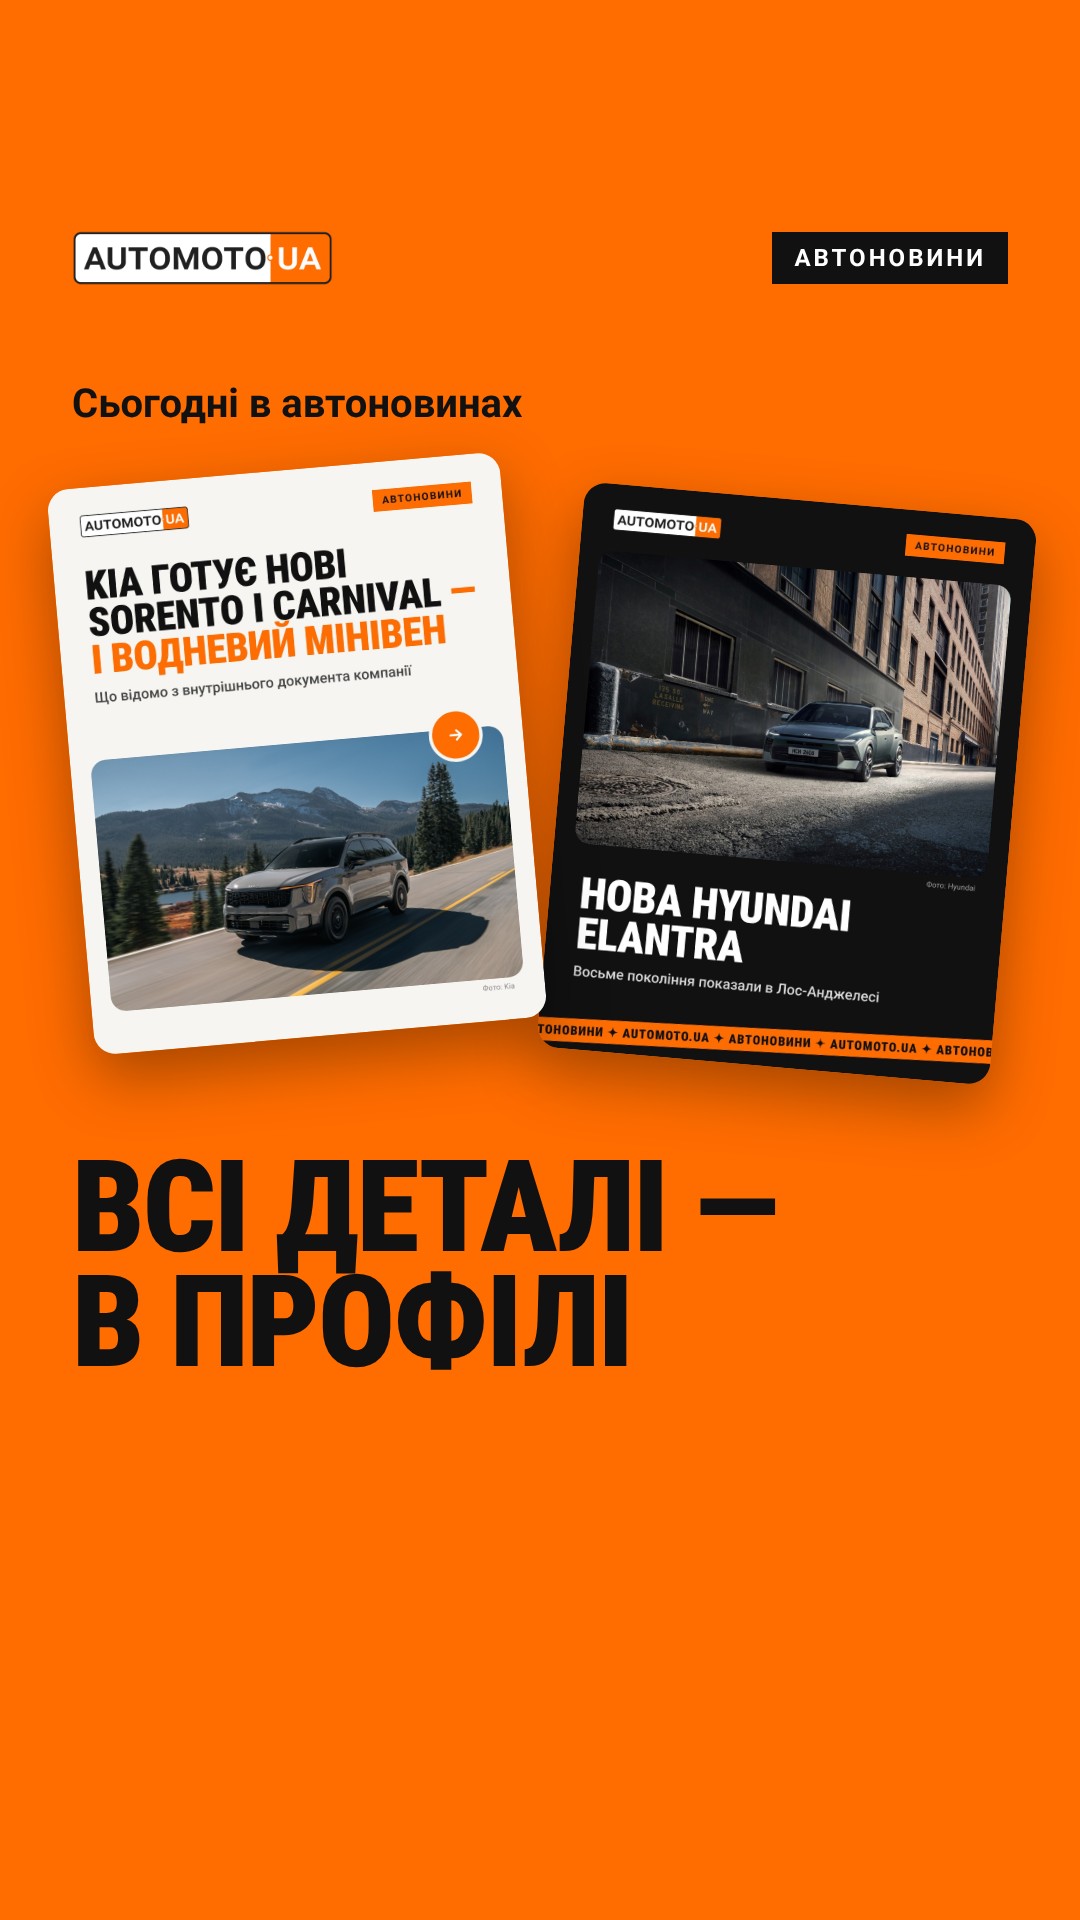 AUTOMOTO UA
АВТОНОВИНИ
Сьогодні в автоновинах
AUTOMOTO UA
АВТОНОВИНИ
KIA ГОТУЄ НОВІ
SORENTO І CARNIVAL —
І ВОДНЕВИЙ МІНІВЕН
Що відомо з внутрішнього документа компанії
Фото: Kia
AUTOMOTO UA
АВТОНОВИНИ
Фото: Hyundai
НОВА HYUNDAI
ELANTRA
Восьме покоління показали в Лос-Анджелесі
ТОНОВИНИ ✦ AUTOMOTO.UA ✦ АВТОНОВИНИ ✦ AUTOMOTO.UA ✦ АВТОНОВ
ВСІ ДЕТАЛІ —
В ПРОФІЛІ